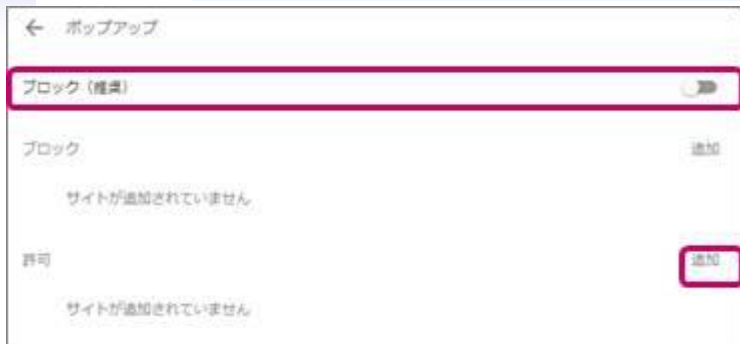 ← ポップアップ
ブロック（推奨）
ブロック 追加
サイトが追加されていません
許可 追加
サイトが追加されていません